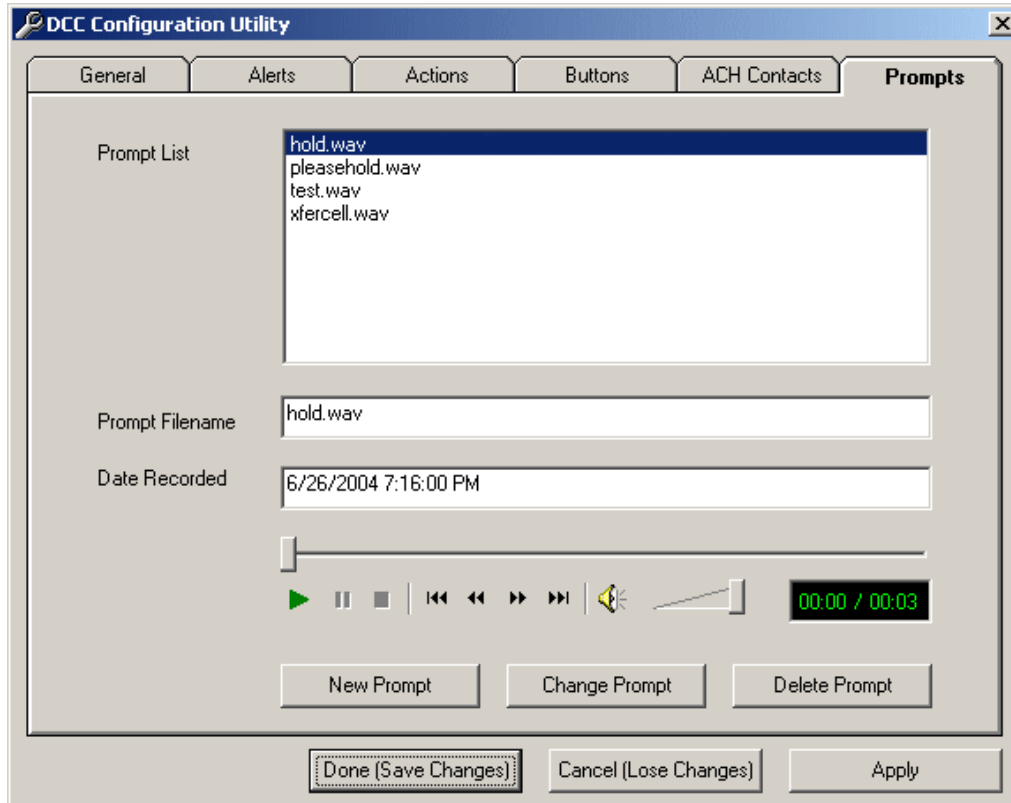 DCC Configuration Utility
General
Alerts
Actions
Buttons
ACH Contacts
Prompts
Prompt List
hold.wav
pleasehold.wav
test.wav
xfercell.wav
Prompt Filename
hold.wav
Date Recorded
6/26/2004 7:16:00 PM
00:00 / 00:03
New Prompt
Change Prompt
Delete Prompt
Done (Save Changes)
Cancel (Lose Changes)
Apply